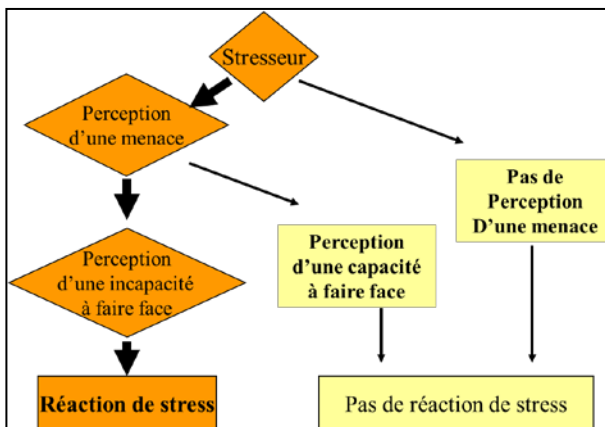 Stresseur
Perception
d'une menace
Pas de
Perception
D'une menace
Perception
d'une incapacité
à faire face
Perception
d'une capacité
à faire face
Réaction de stress
Pas de réaction de stress